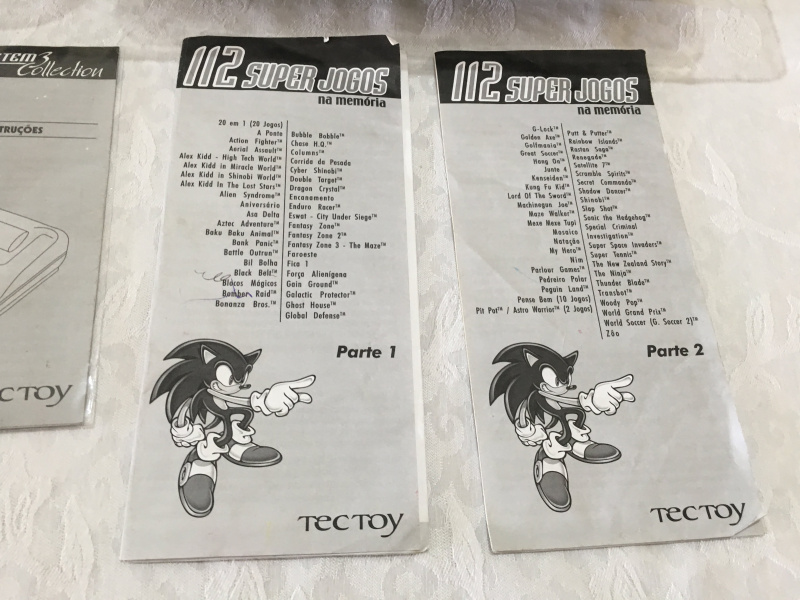 STEM 3
Collection
TRUÇÕES
TECTOY
112 SUPER JOGOS
na memória
20 em 1 (20 Jogos)
A Ponte
Action Fighter™
Aerial Assault™
Alex Kidd - High Tech World™
Alex Kidd in Miracle World™
Alex Kidd in Shinobi World™
Alex Kidd In The Lost Stars™
Alien Syndrome™
Aniversário
Asa Delta
Aztec Adventure™
Baku Baku Animal™
Bank Panic™
Battle Outrun™
Bil Bolha
Black Belt™
Blocos Mágicos
Bomber Raid™
Bonanza Bros.™
Bubble Bobble™
Chase H.Q.™
Columns™
Corrida do Pesado
Cyber Shinobi™
Double Target™
Dragon Crystal™
Encanamento
Enduro Racer™
Eswat - City Under Siege™
Fantasy Zone™
Fantasy Zone 2™
Fantasy Zone 3 - The Maze™
Faroeste
Fica 1
Força Alienígena
Gain Ground™
Galactic Protector™
Ghost House™
Global Defense™
Parte 1
TECTOY
112 SUPER JOGOS
na memória
G-Lock™
Golden Axe™
Golfmania™
Great Soccer™
Hang On™
Junte 4
Kenseiden™
Kung Fu Kid™
Lord Of The Sword™
Machinegun Joe™
Maze Walker™
Mexe Mexe Tupi
Mosaico
Natação
My Hero™
Nim
Parlour Games™
Pedreira Polar
Penguin Land™
Pense Bem (10 Jogos)
Pit Pot™/ Astro Warrior™ (2 Jogos)
Putt & Putter™
Rainbow Islands™
Rastan Saga™
Renegade™
Satellite 7™
Scramble Spirits™
Secret Commando™
Shadow Dancer™
Shinobi™
Slap Shot™
Sonic the Hedgehog™
Special Criminal
Investigation™
Super Space Invaders™
Super Tennis™
The New Zealand Story™
The Ninja™
Thunder Blade™
Transbot™
Woody Pop™
World Grand Prix™
World Soccer (G. Soccer 2)™
Zão
Parte 2
TECTOY